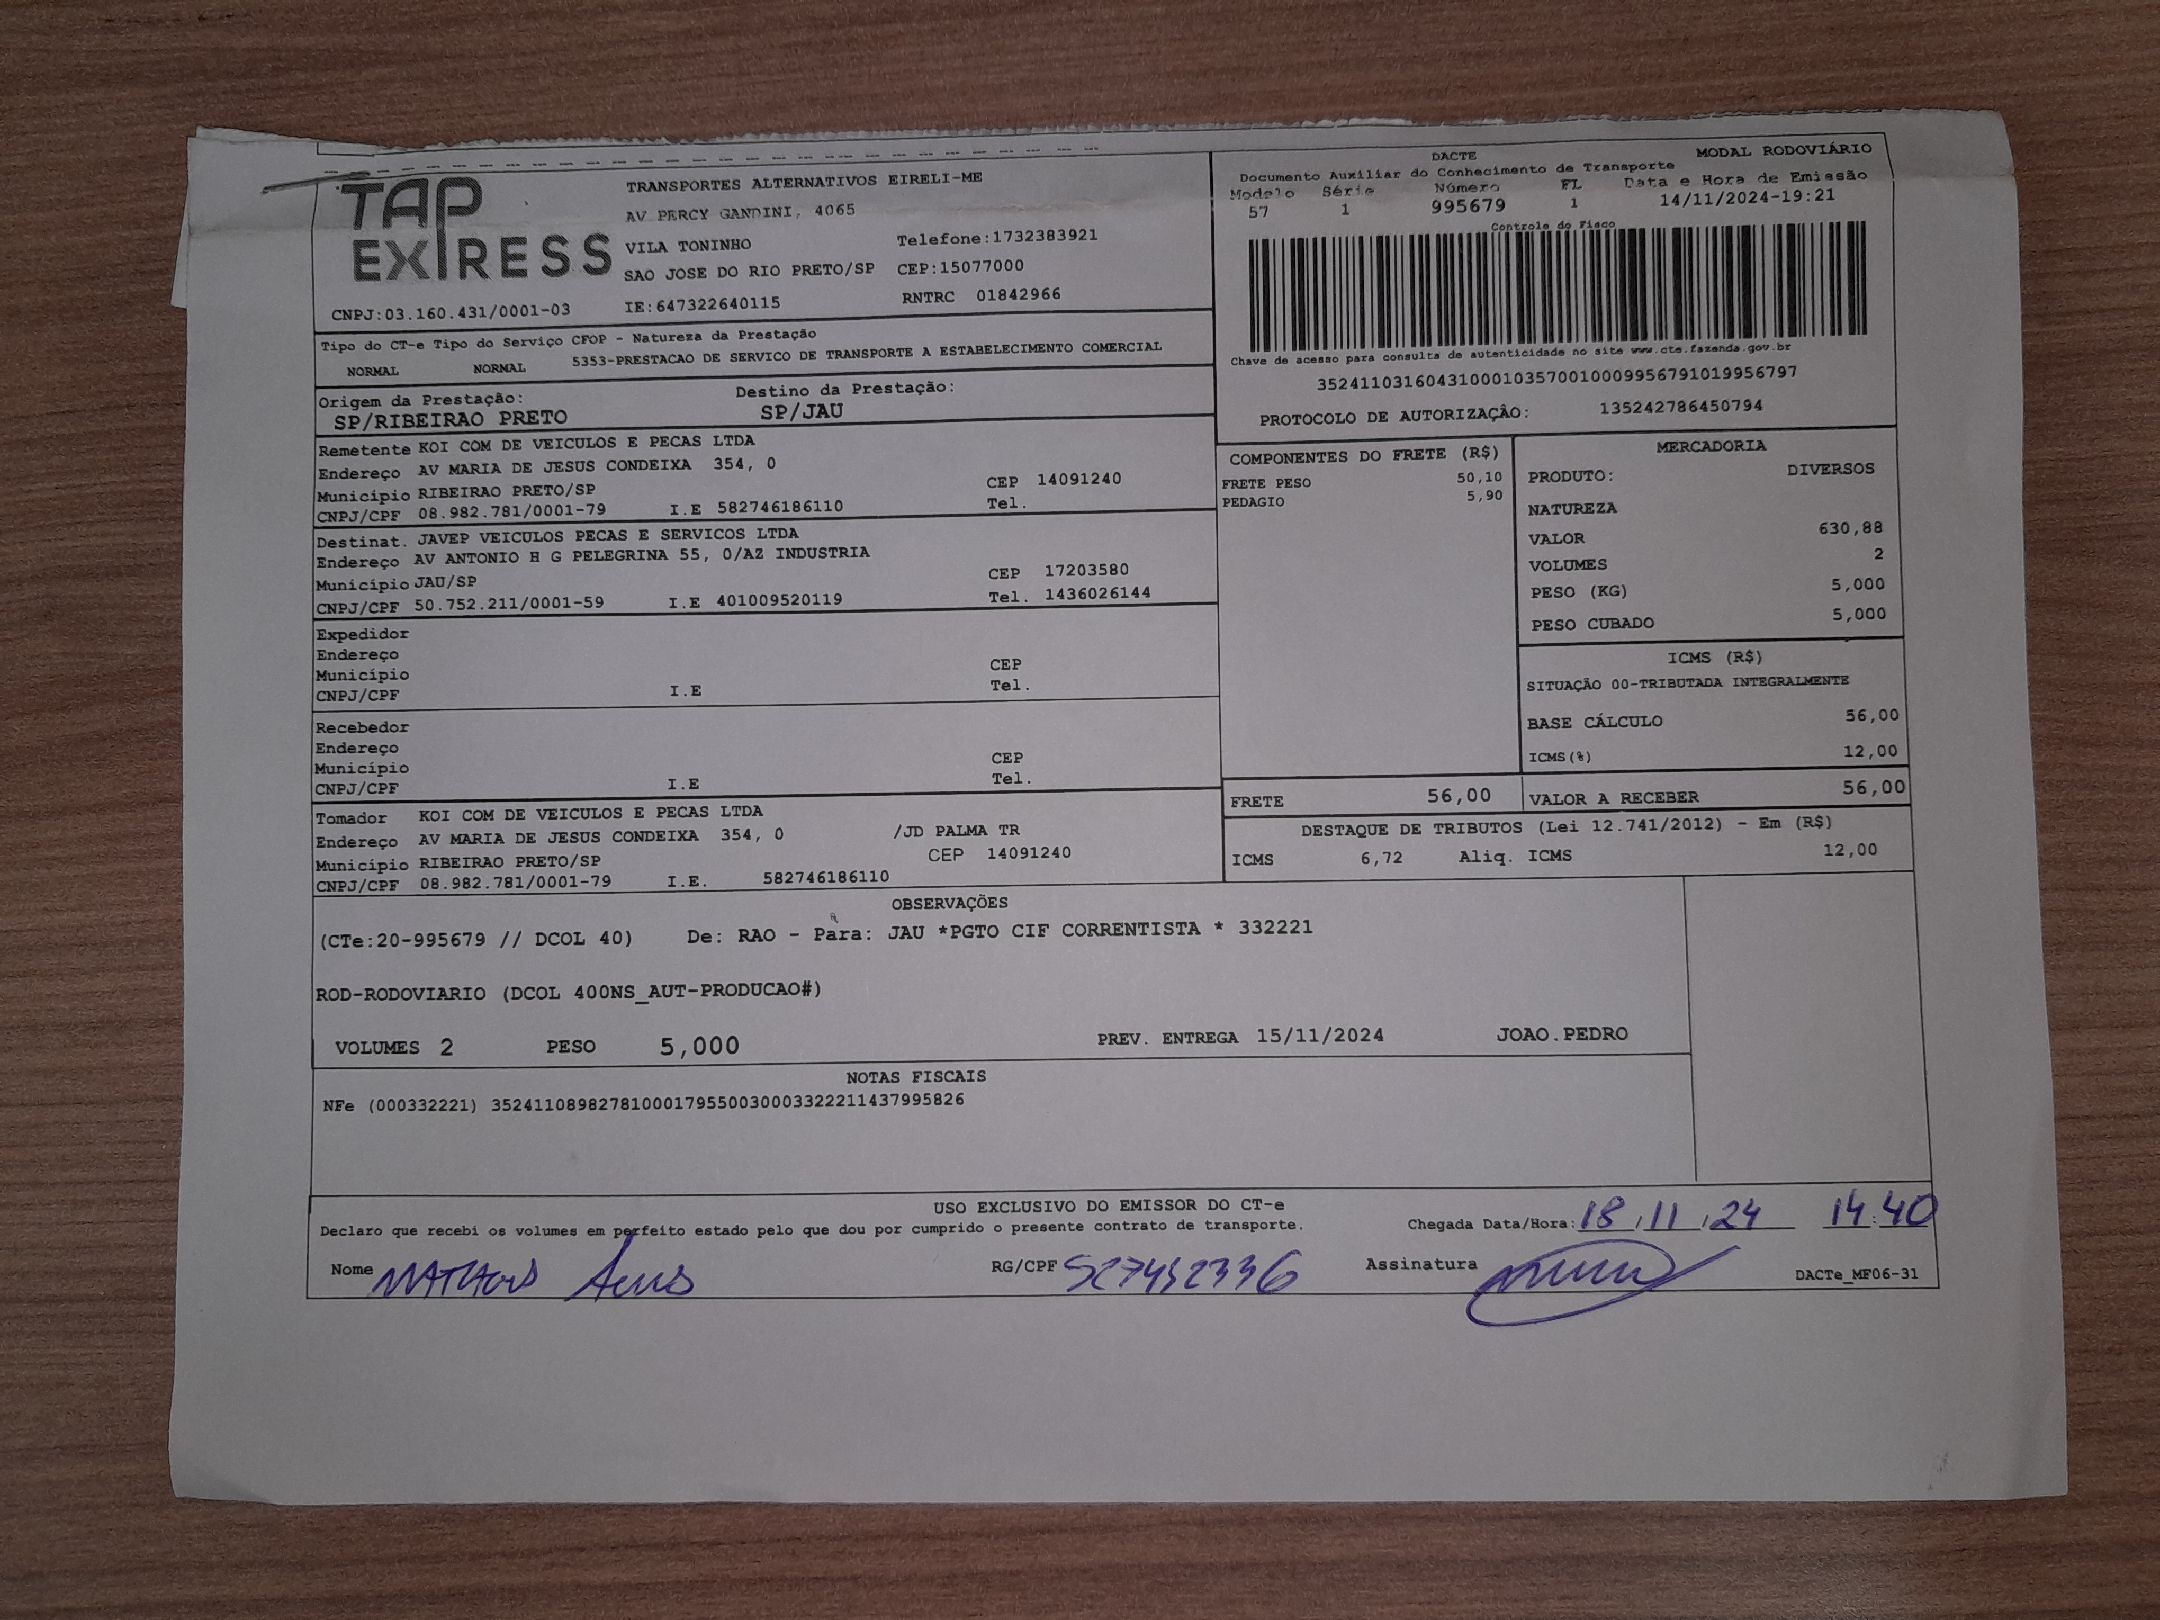 TAP EXPRESS
TRANSPORTES ALTERNATIVOS EIRELI-ME
AV PERCY GANDINI, 4065
VILA TONINHO Telefone:1732383921
SAO JOSE DO RIO PRETO/SP CEP:15077000
CNPJ:03.160.431/0001-03 IE:647322640115 RNTRC 01842966
DACTE MODAL RODOVIÁRIO
Documento Auxiliar do Conhecimento de Transporte
Modelo Série Número FL Data e Hora de Emissão
57 1 995679 1 14/11/2024-19:21
Controle do Fisco
Chave de acesso para consulta de autenticidade no site www.cte.fazenda.gov.br
35241103160431000103570010009956791019956797
PROTOCOLO DE AUTORIZAÇÂO: 135242786450794
Tipo do CT-e Tipo do Serviço CFOP - Natureza da Prestação
NORMAL NORMAL 5353-PRESTACAO DE SERVICO DE TRANSPORTE A ESTABELECIMENTO COMERCIAL
Origem da Prestação: Destino da Prestação:
SP/RIBEIRAO PRETO SP/JAU
Remetente KOI COM DE VEICULOS E PECAS LTDA
Endereço AV MARIA DE JESUS CONDEIXA 354, 0
Município RIBEIRAO PRETO/SP CEP 14091240
CNPJ/CPF 08.982.781/0001-79 I.E 582746186110 Tel.
Destinat. JAVEP VEICULOS PECAS E SERVICOS LTDA
Endereço AV ANTONIO H G PELEGRINA 55, 0/AZ INDUSTRIA
Município JAU/SP CEP 17203580
CNPJ/CPF 50.752.211/0001-59 I.E 401009520119 Tel. 1436026144
Expedidor
Endereço
Município CEP
CNPJ/CPF I.E Tel.
Recebedor
Endereço
Município CEP
CNPJ/CPF I.E Tel.
Tomador KOI COM DE VEICULOS E PECAS LTDA
Endereço AV MARIA DE JESUS CONDEIXA 354, 0 /JD PALMA TR
Município RIBEIRAO PRETO/SP CEP 14091240
CNPJ/CPF 08.982.781/0001-79 I.E. 582746186110
COMPONENTES DO FRETE (R$)
FRETE PESO 50,10
PEDAGIO 5,90
MERCADORIA
PRODUTO: DIVERSOS
NATUREZA
VALOR 630,88
VOLUMES 2
PESO (KG) 5,000
PESO CUBADO 5,000
ICMS (R$)
SITUAÇÃO 00-TRIBUTADA INTEGRALMENTE
BASE CÁLCULO 56,00
ICMS(%) 12,00
FRETE 56,00 VALOR A RECEBER 56,00
DESTAQUE DE TRIBUTOS (Lei 12.741/2012) - Em (R$)
ICMS 6,72 Aliq. ICMS 12,00
OBSERVAÇÕES
(CTe:20-995679 // DCOL 40) De: RAO - Para: JAU *PGTO CIF CORRENTISTA * 332221
ROD-RODOVIARIO (DCOL 400NS_AUT-PRODUCAO#)
VOLUMES 2 PESO 5,000 PREV. ENTREGA 15/11/2024 JOAO.PEDRO
NOTAS FISCAIS
NFe (000332221) 35241108982781000179550030003322211437995826
USO EXCLUSIVO DO EMISSOR DO CT-e
Declaro que recebi os volumes em perfeito estado pelo que dou por cumprido o presente contrato de transporte. Chegada Data/Hora: 18/11/24 14:40
Nome RG/CPF 527452336 Assinatura DACTe_MF06-31